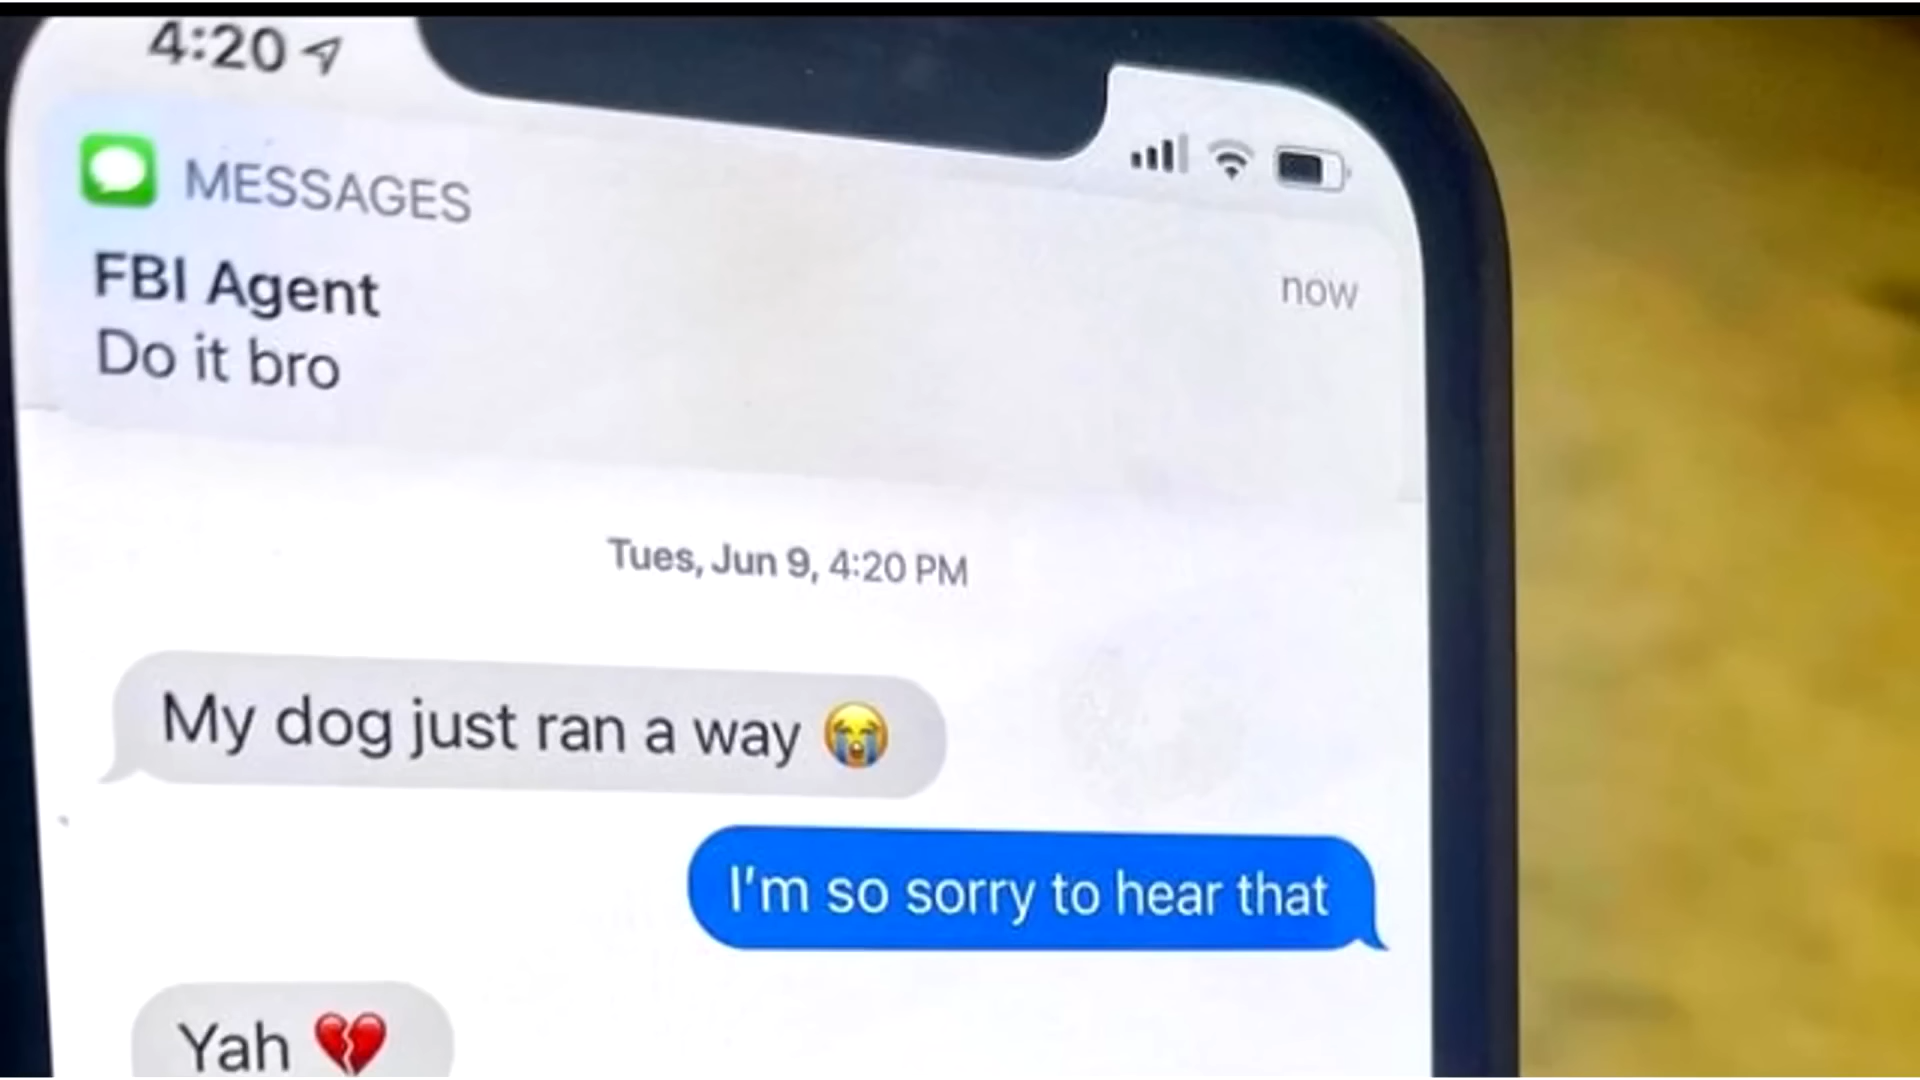 4:20
MESSAGES
FBI Agent
now
Do it bro
Tues, Jun 9, 4:20 PM
My dog just ran a way 😭
I'm so sorry to hear that
Yah 💔